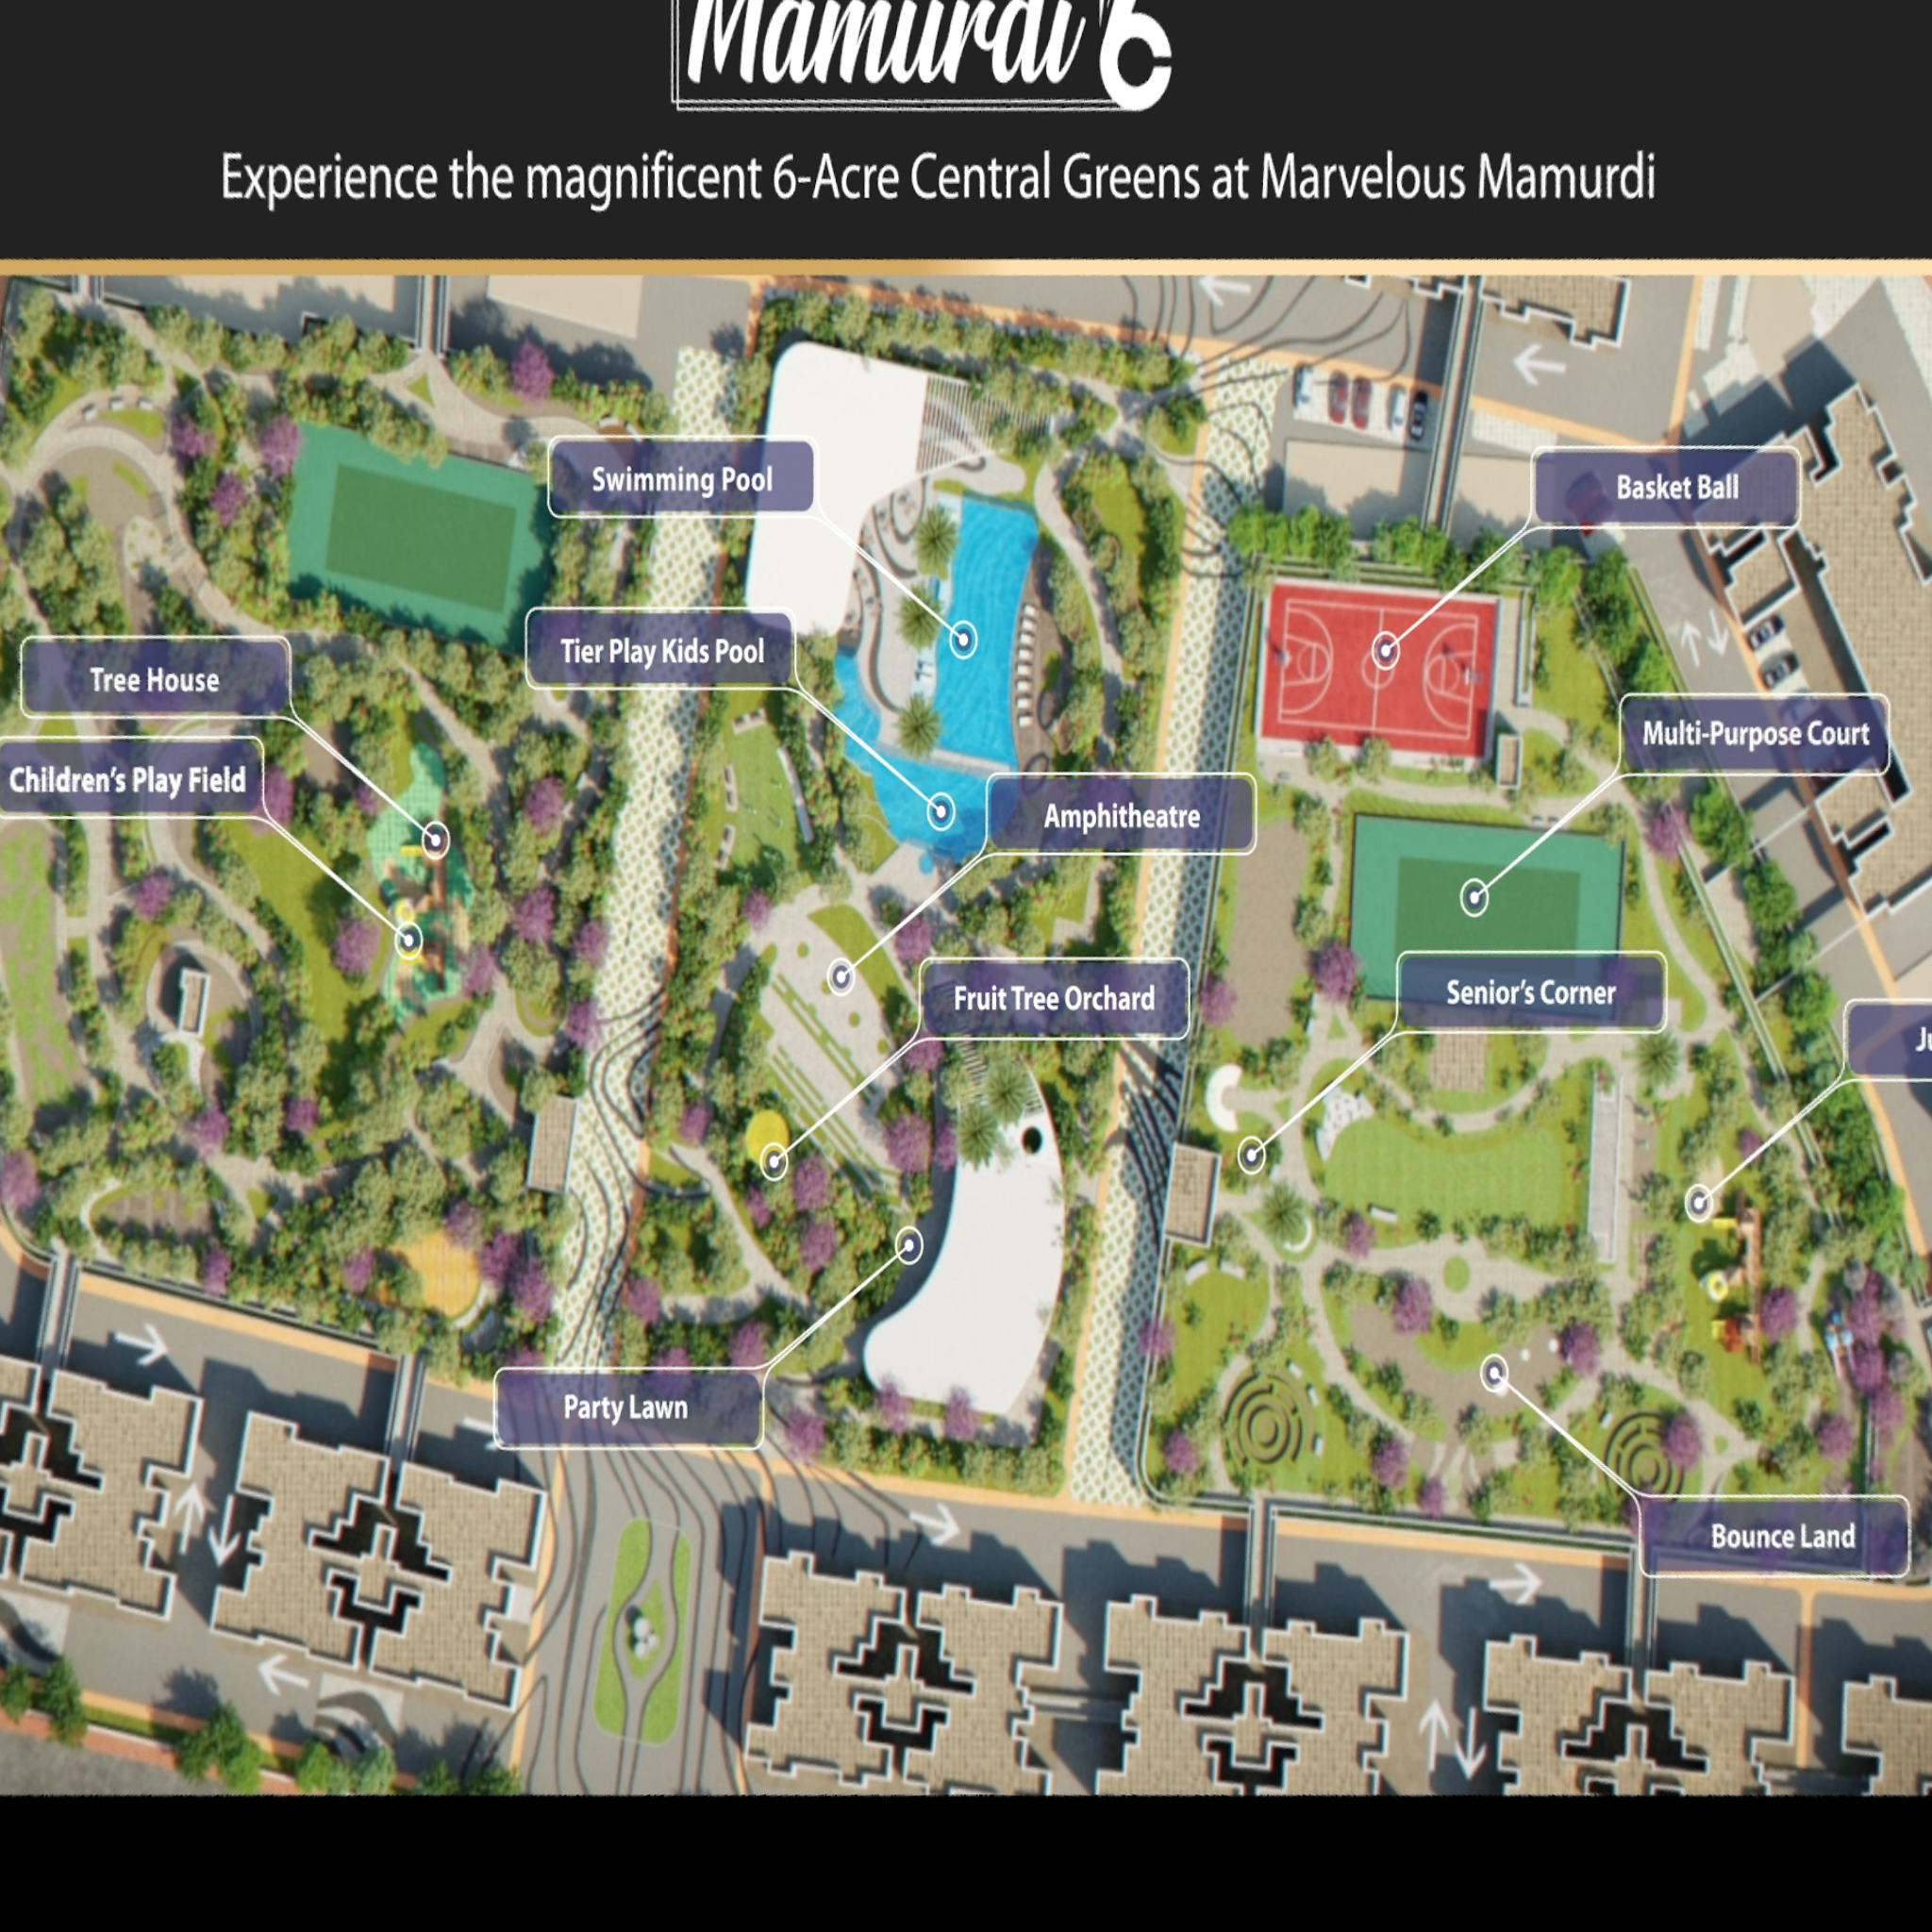 Mamurdi 6
Experience the magnificent 6-Acre Central Greens at Marvelous Mamurdi
Swimming Pool
Basket Ball
Tier Play Kids Pool
Tree House
Multi-Purpose Court
Children's Play Field
Amphitheatre
Senior's Corner
Fruit Tree Orchard
Party Lawn
Bounce Land